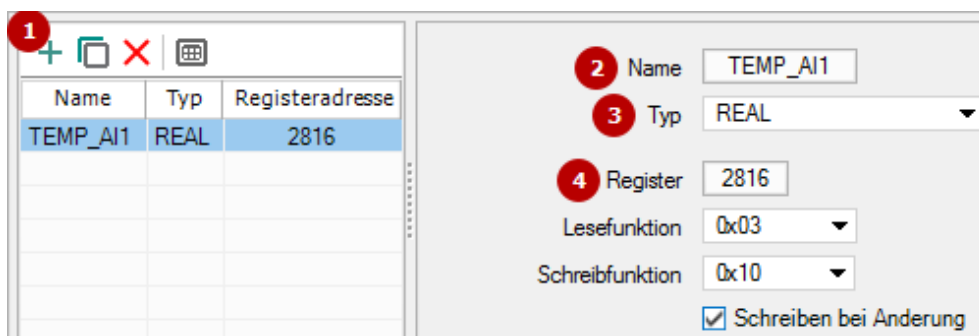 1
Name Typ Registeradresse
TEMP_AI1 REAL 2816
2 Name TEMP_AI1
3 Typ REAL
4 Register 2816
Lesefunktion 0x03
Schreibfunktion 0x10
Schreiben bei Anderung